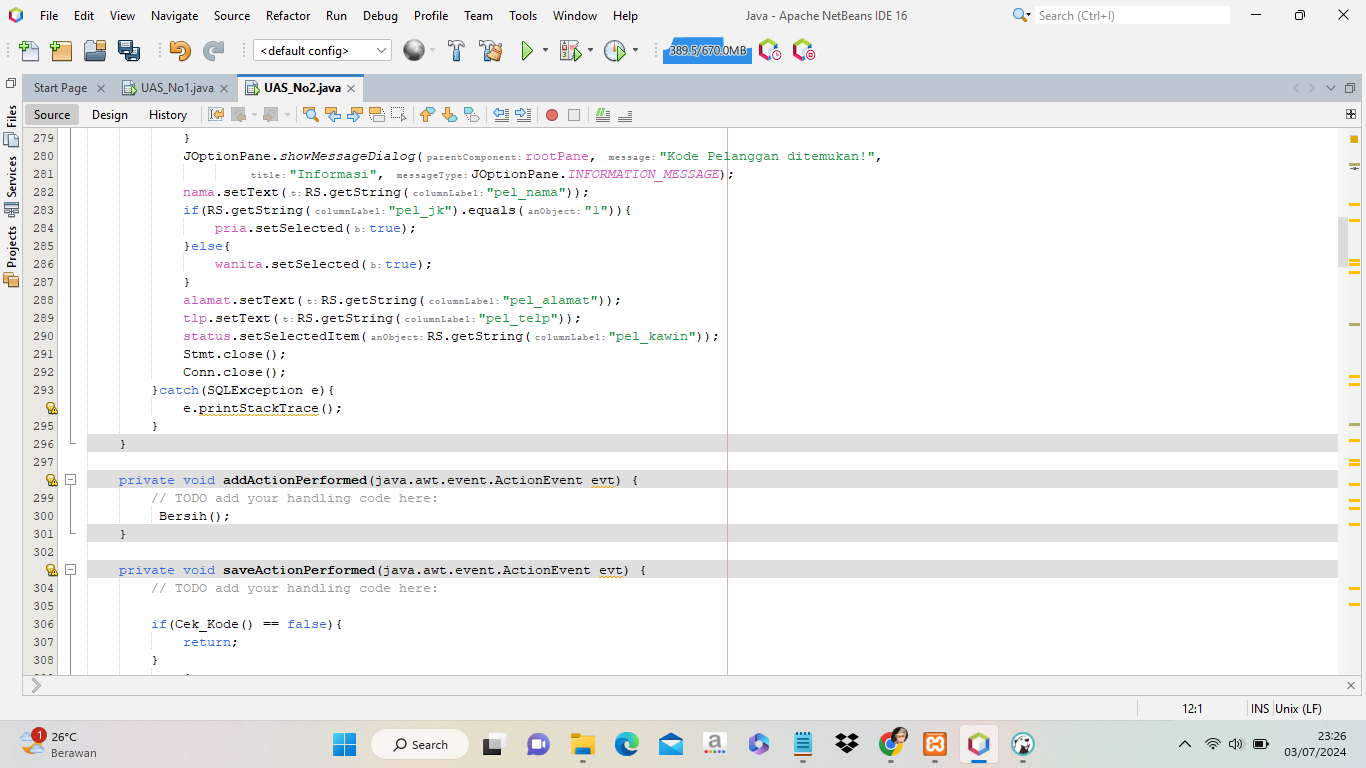 File Edit View Navigate Source Refactor Run Debug Profile Team Tools Window Help Java - Apache NetBeans IDE 16 Search (Ctrl+I)
<default config> 389.5/670.0MB
Start Page UAS_No1.java UAS_No2.java
Source Design History
Files
Services
Projects
279 }
280 JOptionPane.showMessageDialog( parentComponent: rootPane, message: "Kode Pelanggan ditemukan!",
281 title: "Informasi", messageType: JOptionPane.INFORMATION_MESSAGE);
282 nama.setText( t: RS.getString( columnLabel: "pel_nama"));
283 if(RS.getString( columnLabel: "pel_jk").equals( anObject: "1")){
284 pria.setSelected( b: true);
285 }else{
286 wanita.setSelected( b: true);
287 }
288 alamat.setText( t: RS.getString( columnLabel: "pel_alamat"));
289 tlp.setText( t: RS.getString( columnLabel: "pel_telp"));
290 status.setSelectedItem( anObject: RS.getString( columnLabel: "pel_kawin"));
291 Stmt.close();
292 Conn.close();
293 }catch(SQLException e){
e.printStackTrace();
295 }
296 }
297
private void addActionPerformed(java.awt.event.ActionEvent evt) {
299 // TODO add your handling code here:
300 Bersih();
301 }
302
private void saveActionPerformed(java.awt.event.ActionEvent evt) {
304 // TODO add your handling code here:
305
306 if(Cek_Kode() == false){
307 return;
308 }
12:1 INS Unix (LF)
1 26°C
Berawan
Search
23:26
03/07/2024